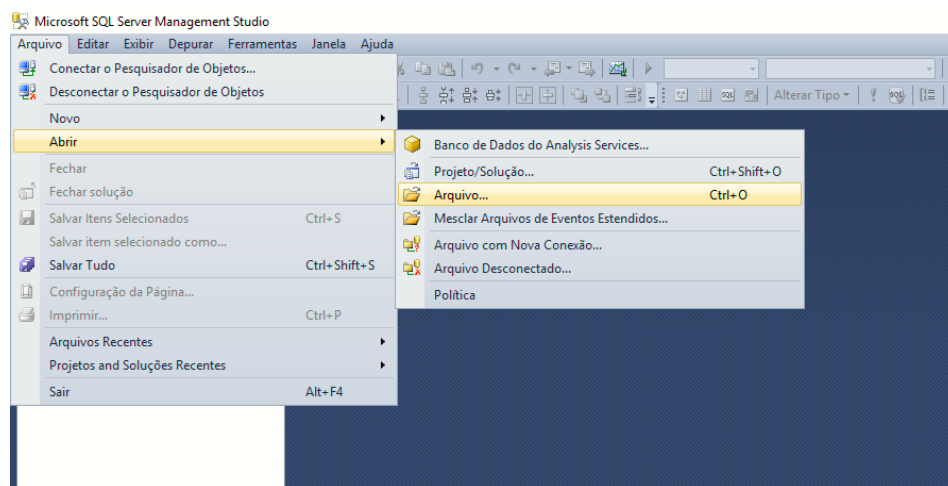 Microsoft SQL Server Management Studio
Arquivo Editar Exibir Depurar Ferramentas Janela Ajuda
Conectar o Pesquisador de Objetos...
Desconectar o Pesquisador de Objetos
Alterar Tipo
Novo
Abrir
Banco de Dados do Analysis Services...
Fechar
Projeto/Solução... Ctrl+Shift+O
Fechar solução
Arquivo... Ctrl+O
Salvar Itens Selecionados Ctrl+S
Mesclar Arquivos de Eventos Estendidos...
Salvar item selecionado como...
Arquivo com Nova Conexão...
Salvar Tudo Ctrl+Shift+S
Arquivo Desconectado...
Configuração da Página...
Política
Imprimir... Ctrl+P
Arquivos Recentes
Projetos and Soluções Recentes
Sair Alt+F4